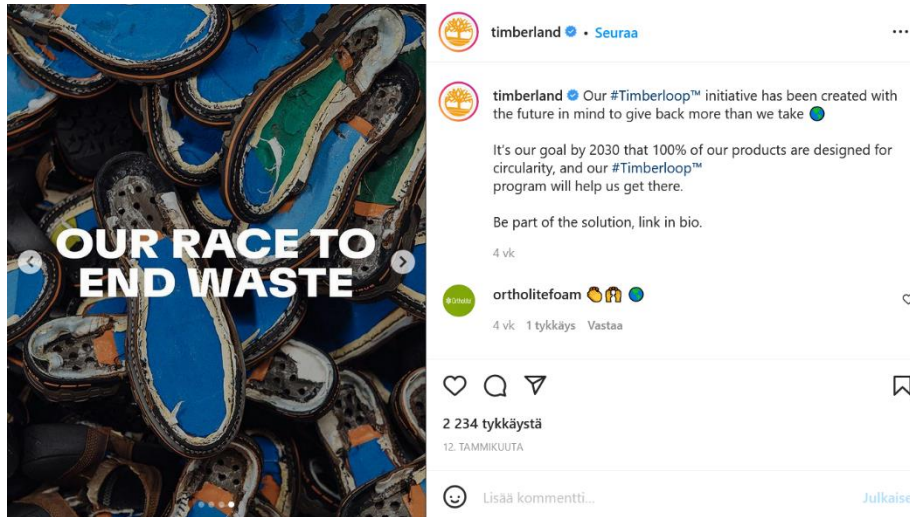 OUR RACE TO
END WASTE
timberland • Seuraa
timberland Our #Timberloop™ initiative has been created with
the future in mind to give back more than we take 🌍
It's our goal by 2030 that 100% of our products are designed for
circularity, and our #Timberloop™
program will help us get there.
Be part of the solution, link in bio.
4 vk
ortholitefoam 👏🙌🌍
4 vk 1 tykkäys Vastaa
2 234 tykkäystä
12. TAMMIKUUTA
Lisää kommentti... Julkaise